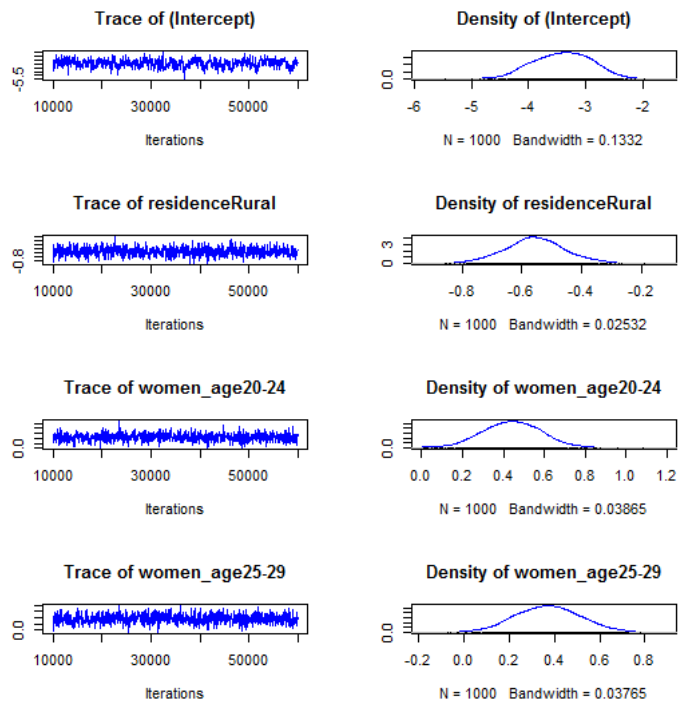 Trace of (Intercept)
Density of (Intercept)
-5.5
0.0
10000 30000 50000
-6 -5 -4 -3 -2
Iterations
N = 1000 Bandwidth = 0.1332
Trace of residenceRural
Density of residenceRural
-0.8
0 3
10000 30000 50000
-0.8 -0.6 -0.4 -0.2
Iterations
N = 1000 Bandwidth = 0.02532
Trace of women_age20-24
Density of women_age20-24
0.0
0.0
10000 30000 50000
0.0 0.2 0.4 0.6 0.8 1.0 1.2
Iterations
N = 1000 Bandwidth = 0.03865
Trace of women_age25-29
Density of women_age25-29
0.0
0.0
10000 30000 50000
-0.2 0.0 0.2 0.4 0.6 0.8
Iterations
N = 1000 Bandwidth = 0.03765